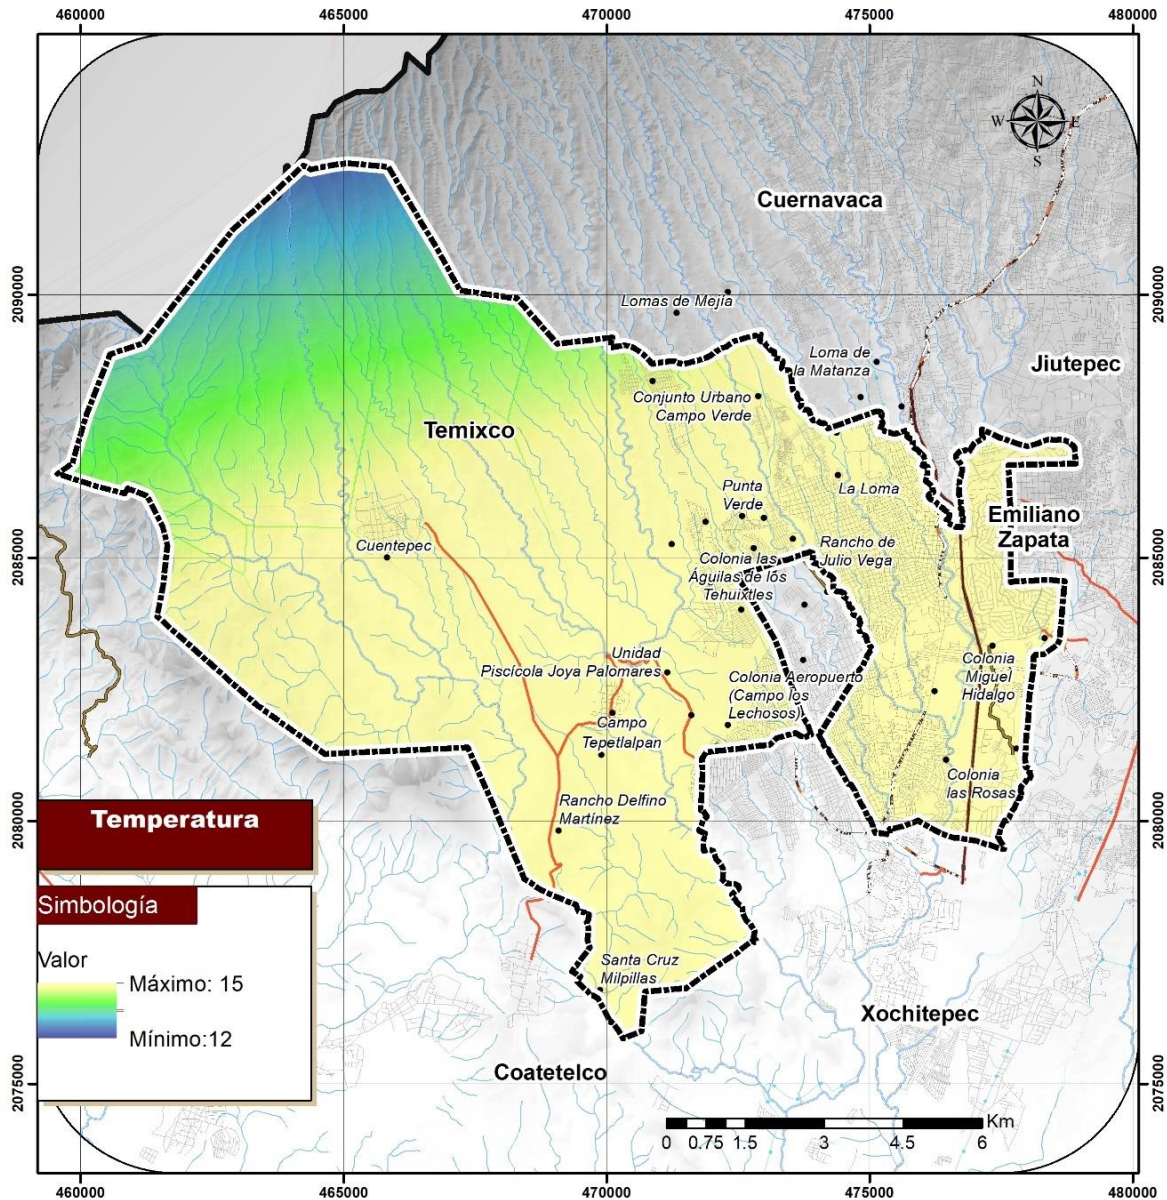 460000 465000 470000 475000 480000
N
W E
S
Cuernavaca
2090000 2090000
Lomas de Mejía
Loma de
la Matanza
Jiutepec
Conjunto Urbano
Campo Verde
Temixco
La Loma
Punta
Verde
Emiliano
Zapata
Cuentepec
Rancho de
Julio Vega
2085000 2085000
Colonia las
Águilas de los
Tehuixtles
Unidad
Piscícola Joya Palomares
Colonia
Miguel
Hidalgo
Colonia Aeropuerto
(Campo los
Lechosos)
Campo
Tepetlalpan
Colonia
las Rosas
Rancho Delfino
Martínez
2080000 2080000
Temperatura
Simbología
Valor
Máximo: 15
Mínimo:12
Santa Cruz
Milpillas
Xochitepec
Coatetelco
2075000 2075000
Km
0 0.75 1.5 3 4.5 6
460000 465000 470000 475000 480000